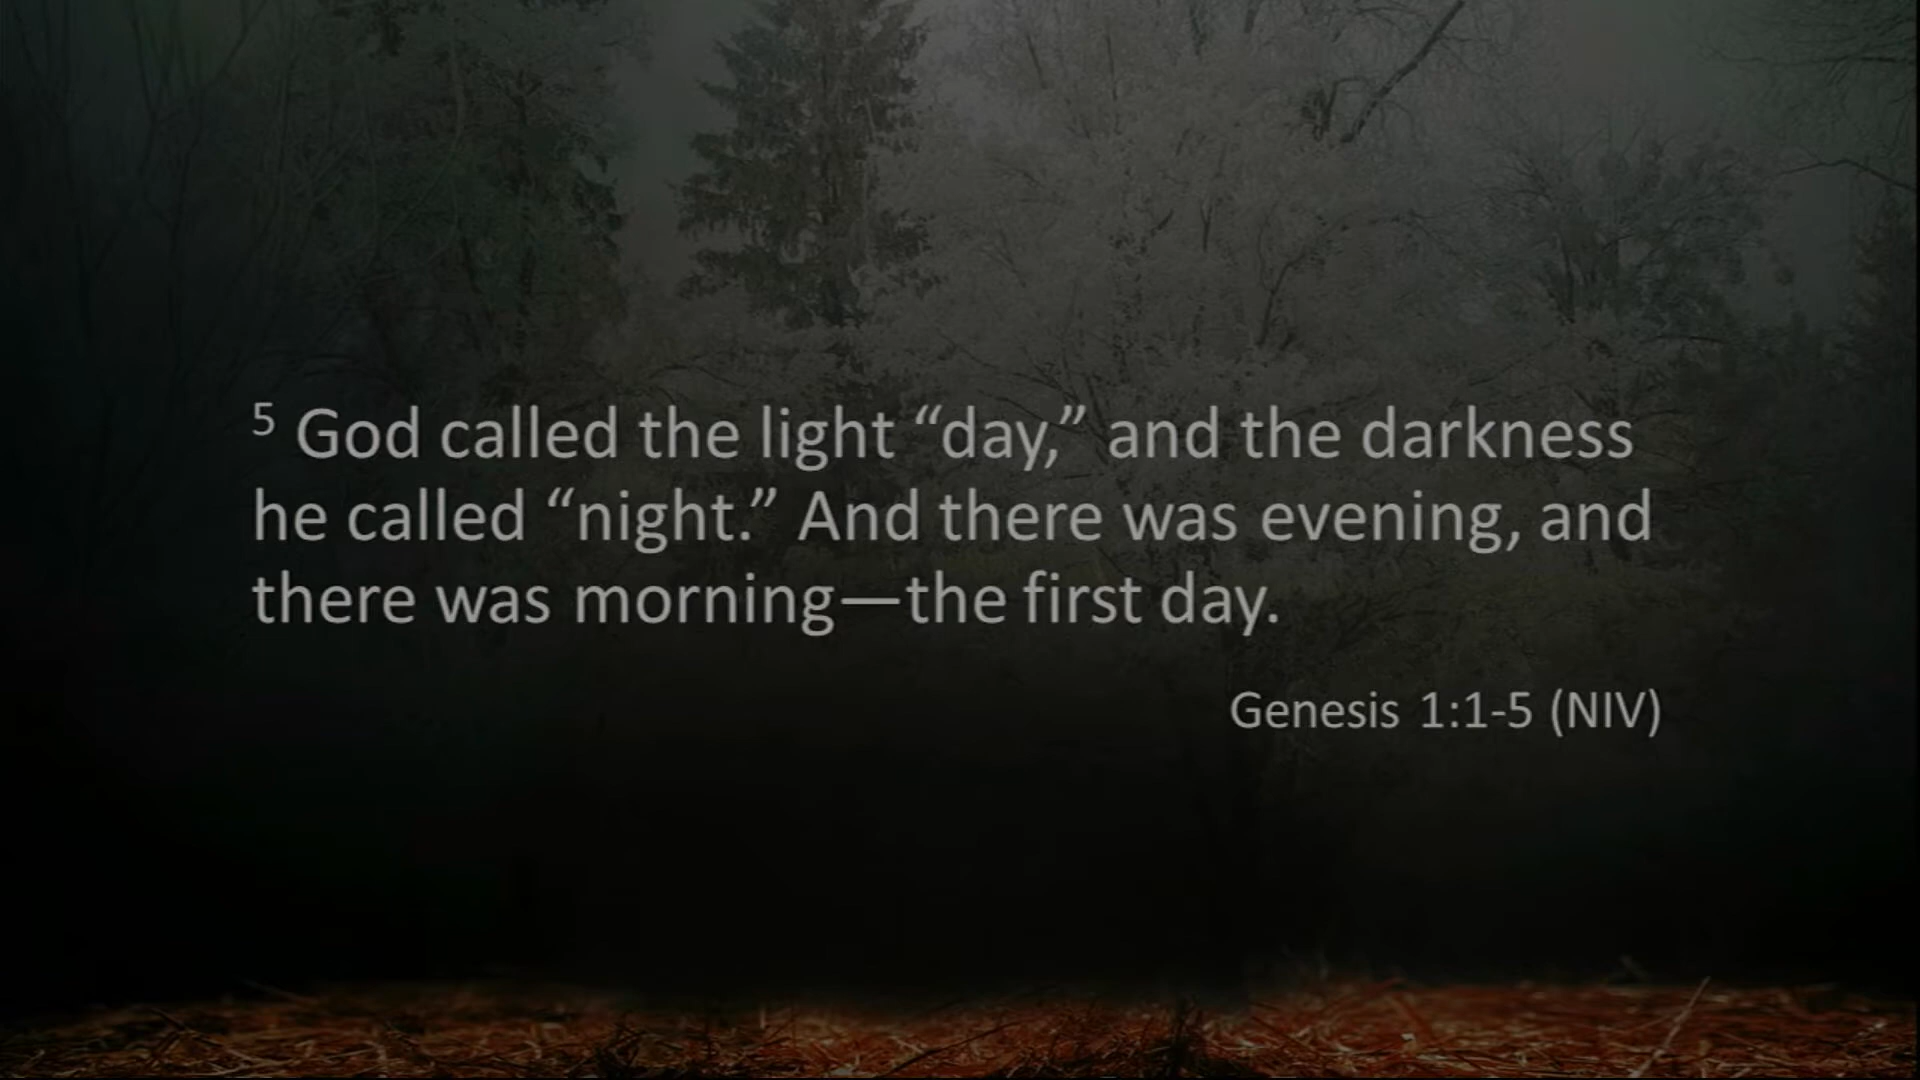 5 God called the light “day,” and the darkness
he called “night.” And there was evening, and
there was morning—the first day.
Genesis 1:1-5 (NIV)